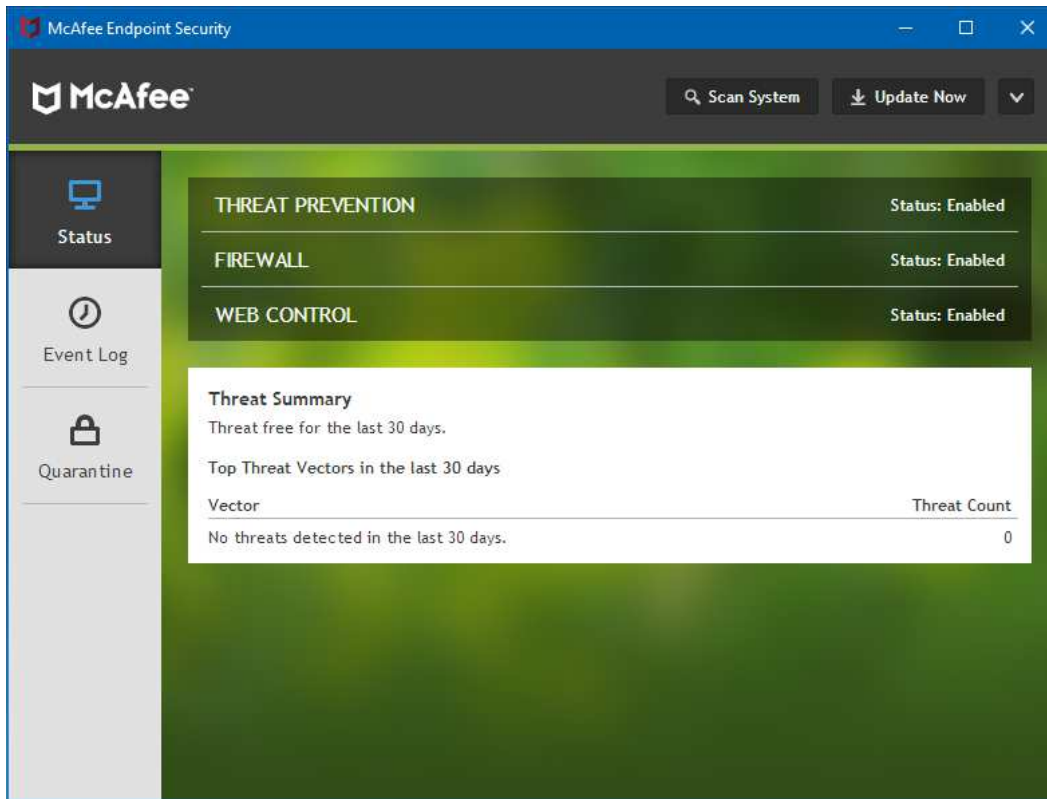 McAfee Endpoint Security
McAfee
Scan System
Update Now
Status
Event Log
Quarantine
THREAT PREVENTION Status: Enabled
FIREWALL Status: Enabled
WEB CONTROL Status: Enabled
Threat Summary
Threat free for the last 30 days.
Top Threat Vectors in the last 30 days
Vector Threat Count
No threats detected in the last 30 days. 0